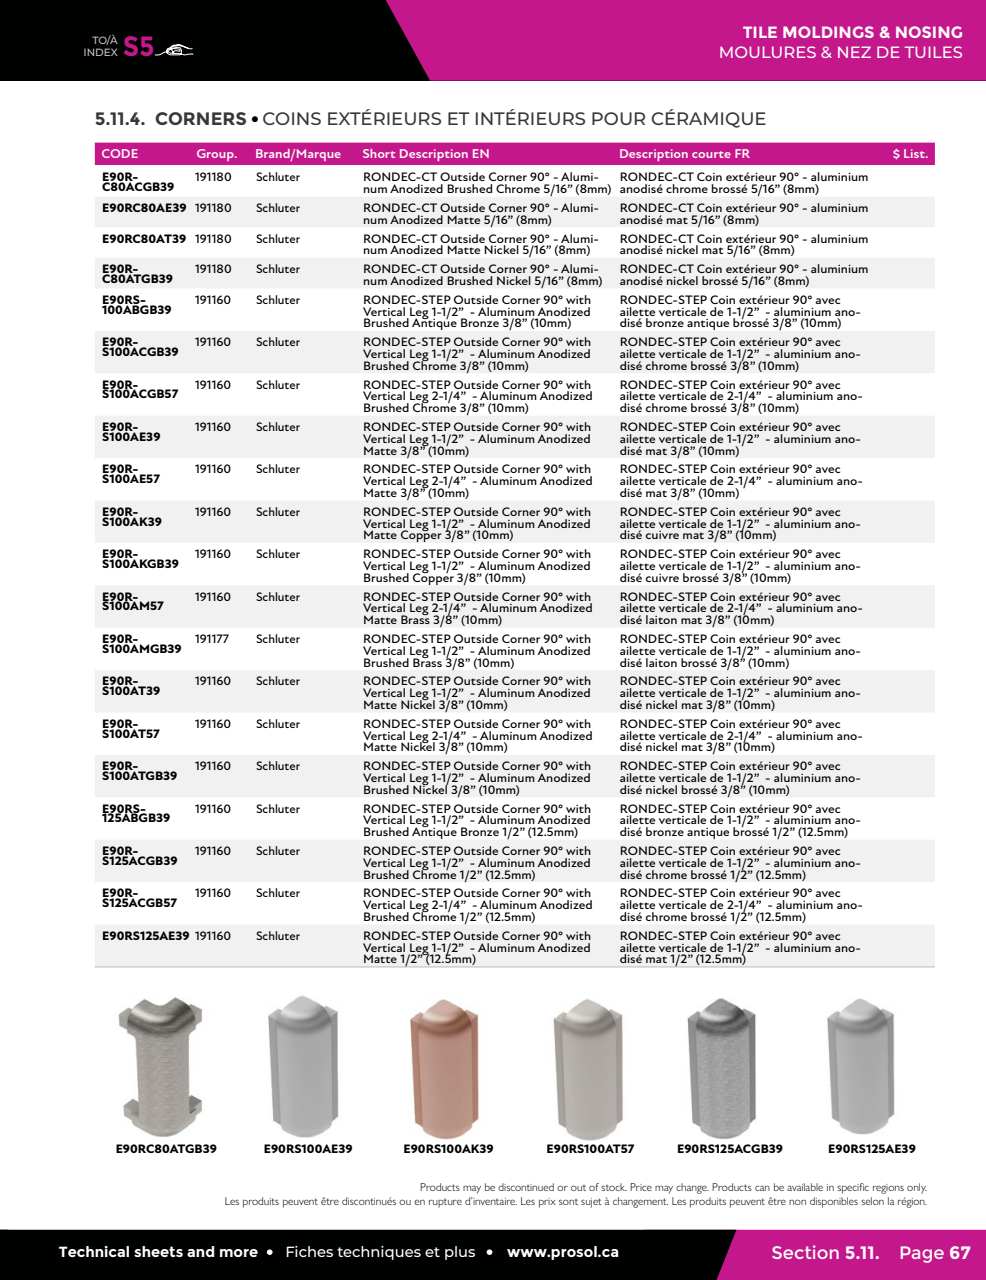 TO/À
INDEX S5
TILE MOLDINGS & NOSING
MOULURES & NEZ DE TUILES
5.11.4. CORNERS • COINS EXTÉRIEURS ET INTÉRIEURS POUR CÉRAMIQUE
CODE Group. Brand/Marque Short Description EN Description courte FR $ List.
E90R- 191180 Schluter RONDEC-CT Outside Corner 90° - Alumi- RONDEC-CT Coin extérieur 90° - aluminium
C80ACGB39 num Anodized Brushed Chrome 5/16” (8mm) anodisé chrome brossé 5/16” (8mm)
E90RC80AE39 191180 Schluter RONDEC-CT Outside Corner 90° - Alumi- RONDEC-CT Coin extérieur 90° - aluminium
num Anodized Matte 5/16” (8mm) anodisé mat 5/16” (8mm)
E90RC80AT39 191180 Schluter RONDEC-CT Outside Corner 90° - Alumi- RONDEC-CT Coin extérieur 90° - aluminium
num Anodized Matte Nickel 5/16” (8mm) anodisé nickel mat 5/16” (8mm)
E90R- 191180 Schluter RONDEC-CT Outside Corner 90° - Alumi- RONDEC-CT Coin extérieur 90° - aluminium
C80ATGB39 num Anodized Brushed Nickel 5/16” (8mm) anodisé nickel brossé 5/16” (8mm)
E90RS- 191160 Schluter RONDEC-STEP Outside Corner 90° with RONDEC-STEP Coin extérieur 90° avec
100ABGB39 Vertical Leg 1-1/2” - Aluminum Anodized ailette verticale de 1-1/2” - aluminium ano-
Brushed Antique Bronze 3/8” (10mm) disé bronze antique brossé 3/8” (10mm)
E90R- 191160 Schluter RONDEC-STEP Outside Corner 90° with RONDEC-STEP Coin extérieur 90° avec
S100ACGB39 Vertical Leg 1-1/2” - Aluminum Anodized ailette verticale de 1-1/2” - aluminium ano-
Brushed Chrome 3/8” (10mm) disé chrome brossé 3/8” (10mm)
E90R- 191160 Schluter RONDEC-STEP Outside Corner 90° with RONDEC-STEP Coin extérieur 90° avec
S100ACGB57 Vertical Leg 2-1/4” - Aluminum Anodized ailette verticale de 2-1/4” - aluminium ano-
Brushed Chrome 3/8” (10mm) disé chrome brossé 3/8” (10mm)
E90R- 191160 Schluter RONDEC-STEP Outside Corner 90° with RONDEC-STEP Coin extérieur 90° avec
S100AE39 Vertical Leg 1-1/2” - Aluminum Anodized ailette verticale de 1-1/2” - aluminium ano-
Matte 3/8” (10mm) disé mat 3/8” (10mm)
E90R- 191160 Schluter RONDEC-STEP Outside Corner 90° with RONDEC-STEP Coin extérieur 90° avec
S100AE57 Vertical Leg 2-1/4” - Aluminum Anodized ailette verticale de 2-1/4” - aluminium ano-
Matte 3/8” (10mm) disé mat 3/8” (10mm)
E90R- 191160 Schluter RONDEC-STEP Outside Corner 90° with RONDEC-STEP Coin extérieur 90° avec
S100AK39 Vertical Leg 1-1/2” - Aluminum Anodized ailette verticale de 1-1/2” - aluminium ano-
Matte Copper 3/8” (10mm) disé cuivre mat 3/8” (10mm)
E90R- 191160 Schluter RONDEC-STEP Outside Corner 90° with RONDEC-STEP Coin extérieur 90° avec
S100AKGB39 Vertical Leg 1-1/2” - Aluminum Anodized ailette verticale de 1-1/2” - aluminium ano-
Brushed Copper 3/8” (10mm) disé cuivre brossé 3/8” (10mm)
E90R- 191160 Schluter RONDEC-STEP Outside Corner 90° with RONDEC-STEP Coin extérieur 90° avec
S100AM57 Vertical Leg 2-1/4” - Aluminum Anodized ailette verticale de 2-1/4” - aluminium ano-
Matte Brass 3/8” (10mm) disé laiton mat 3/8” (10mm)
E90R- 191177 Schluter RONDEC-STEP Outside Corner 90° with RONDEC-STEP Coin extérieur 90° avec
S100AMGB39 Vertical Leg 1-1/2” - Aluminum Anodized ailette verticale de 1-1/2” - aluminium ano-
Brushed Brass 3/8” (10mm) disé laiton brossé 3/8” (10mm)
E90R- 191160 Schluter RONDEC-STEP Outside Corner 90° with RONDEC-STEP Coin extérieur 90° avec
S100AT39 Vertical Leg 1-1/2” - Aluminum Anodized ailette verticale de 1-1/2” - aluminium ano-
Matte Nickel 3/8” (10mm) disé nickel mat 3/8” (10mm)
E90R- 191160 Schluter RONDEC-STEP Outside Corner 90° with RONDEC-STEP Coin extérieur 90° avec
S100AT57 Vertical Leg 2-1/4” - Aluminum Anodized ailette verticale de 2-1/4” - aluminium ano-
Matte Nickel 3/8” (10mm) disé nickel mat 3/8” (10mm)
E90R- 191160 Schluter RONDEC-STEP Outside Corner 90° with RONDEC-STEP Coin extérieur 90° avec
S100ATGB39 Vertical Leg 1-1/2” - Aluminum Anodized ailette verticale de 1-1/2” - aluminium ano-
Brushed Nickel 3/8” (10mm) disé nickel brossé 3/8” (10mm)
E90RS- 191160 Schluter RONDEC-STEP Outside Corner 90° with RONDEC-STEP Coin extérieur 90° avec
125ABGB39 Vertical Leg 1-1/2” - Aluminum Anodized ailette verticale de 1-1/2” - aluminium ano-
Brushed Antique Bronze 1/2” (12.5mm) disé bronze antique brossé 1/2” (12.5mm)
E90R- 191160 Schluter RONDEC-STEP Outside Corner 90° with RONDEC-STEP Coin extérieur 90° avec
S125ACGB39 Vertical Leg 1-1/2” - Aluminum Anodized ailette verticale de 1-1/2” - aluminium ano-
Brushed Chrome 1/2” (12.5mm) disé chrome brossé 1/2” (12.5mm)
E90R- 191160 Schluter RONDEC-STEP Outside Corner 90° with RONDEC-STEP Coin extérieur 90° avec
S125ACGB57 Vertical Leg 2-1/4” - Aluminum Anodized ailette verticale de 2-1/4” - aluminium ano-
Brushed Chrome 1/2” (12.5mm) disé chrome brossé 1/2” (12.5mm)
E90RS125AE39 191160 Schluter RONDEC-STEP Outside Corner 90° with RONDEC-STEP Coin extérieur 90° avec
Vertical Leg 1-1/2” - Aluminum Anodized ailette verticale de 1-1/2” - aluminium ano-
Matte 1/2” (12.5mm) disé mat 1/2” (12.5mm)
E90RC80ATGB39 E90RS100AE39 E90RS100AK39 E90RS100AT57 E90RS125ACGB39 E90RS125AE39
Products may be discontinued or out of stock. Price may change. Products can be available in specific regions only.
Les produits peuvent être discontinués ou en rupture d’inventaire. Les prix sont sujet à changement. Les produits peuvent être non disponibles selon la région.
Technical sheets and more • Fiches techniques et plus • www.prosol.ca
Section 5.11. Page 67